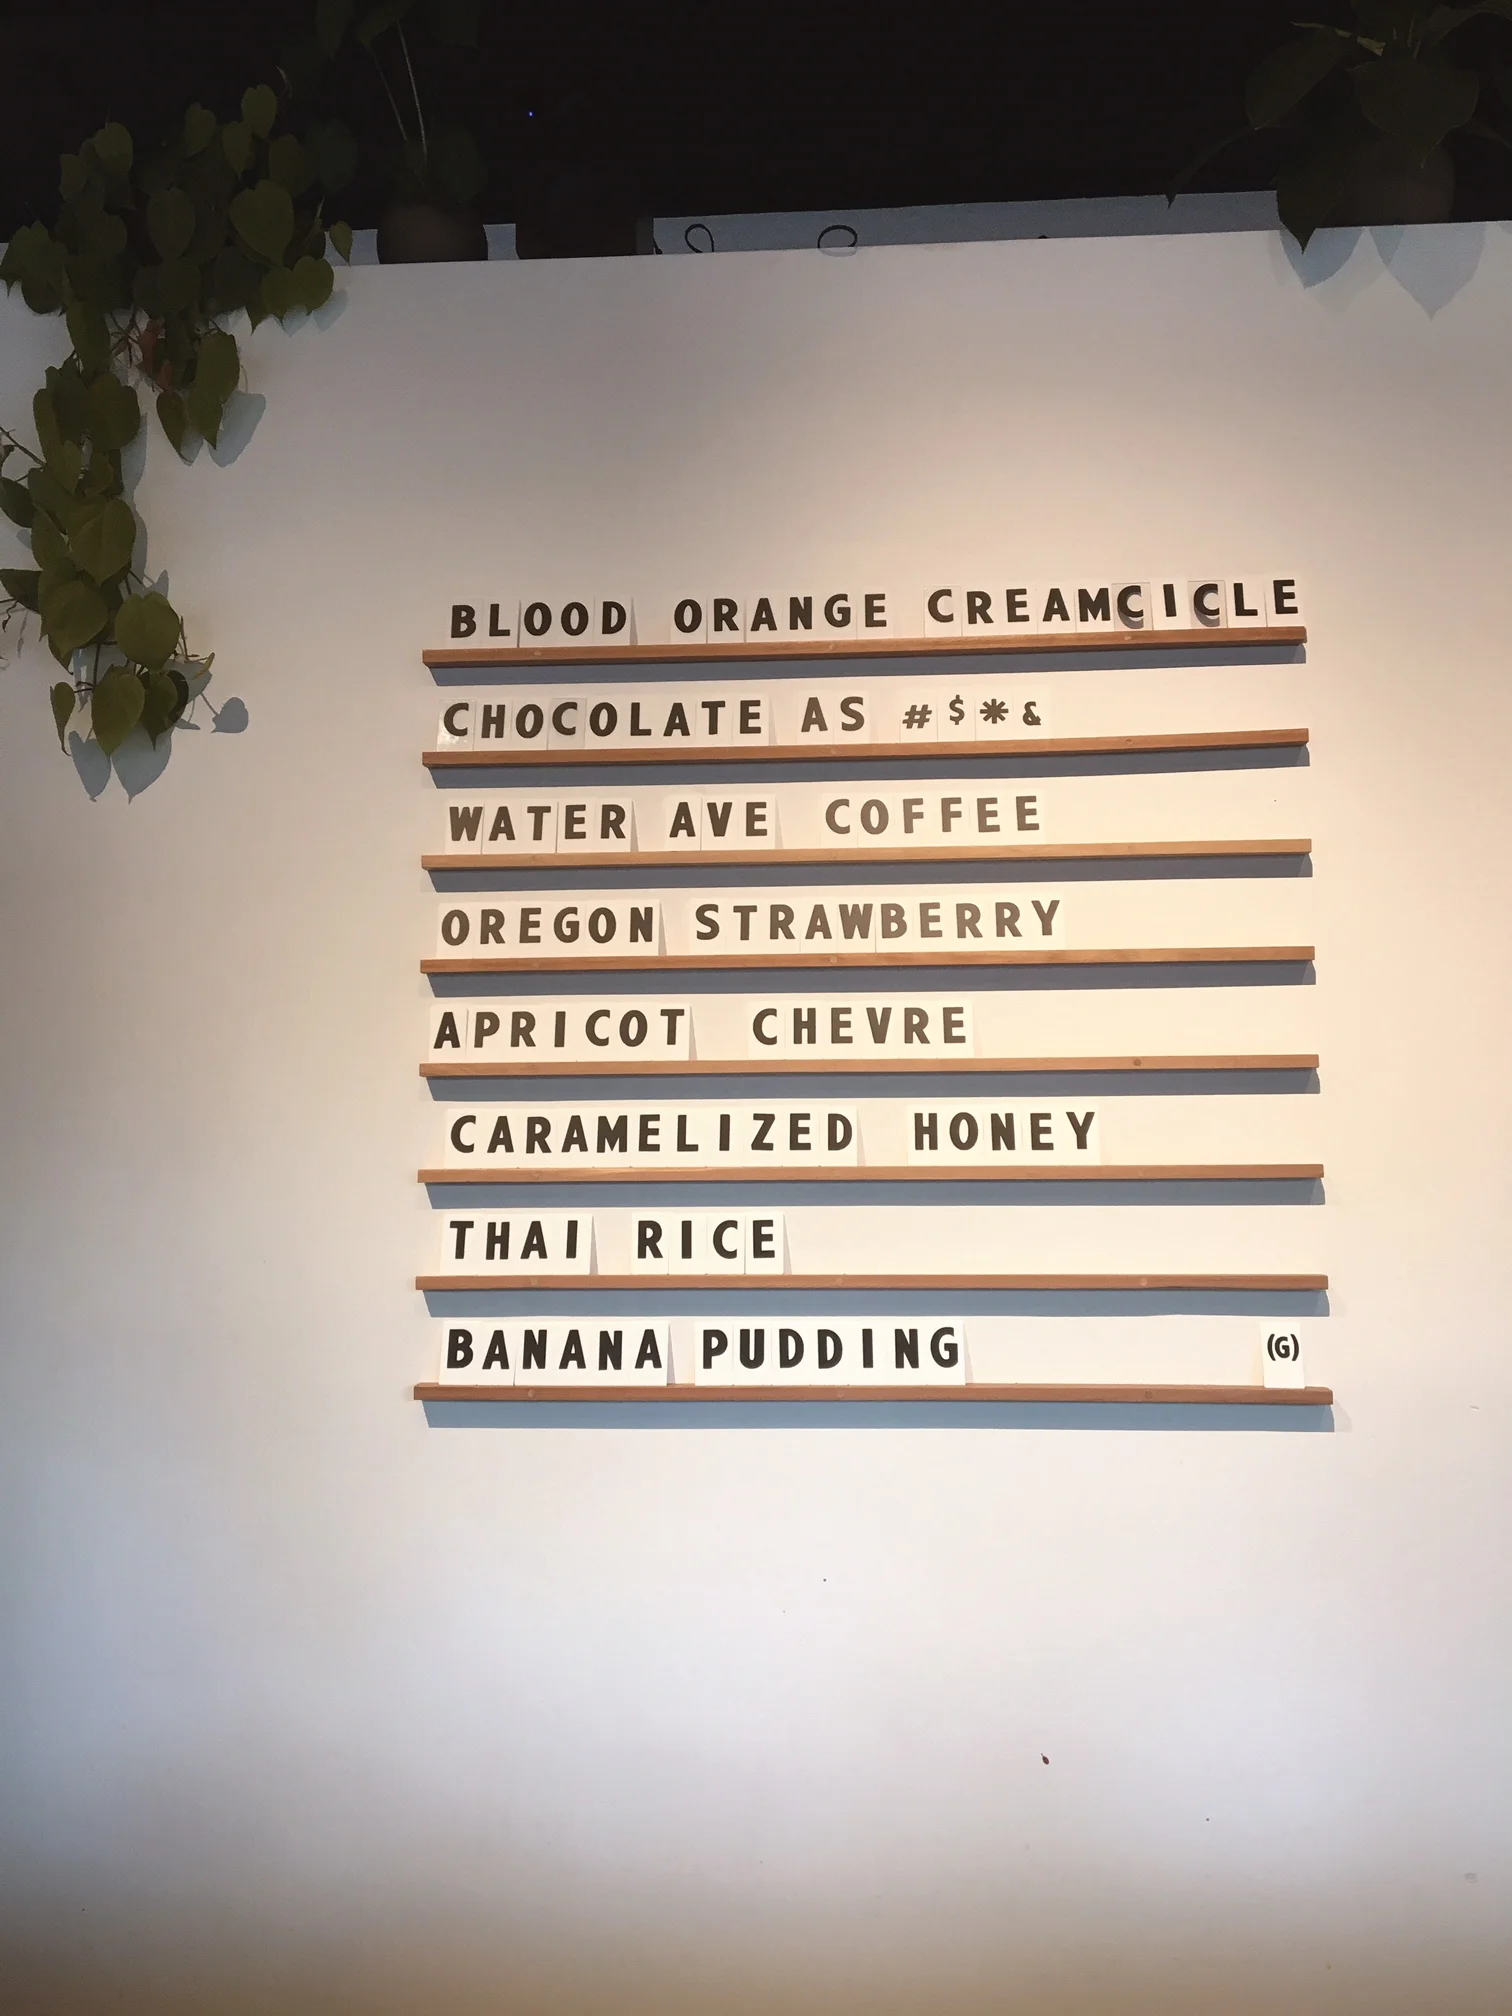 BLOOD ORANGE CREAMCICLE
CHOCOLATE AS #$*&
WATER AVE COFFEE
OREGON STRAWBERRY
APRICOT CHEVRE
CARAMELIZED HONEY
THAI RICE
BANANA PUDDING (G)